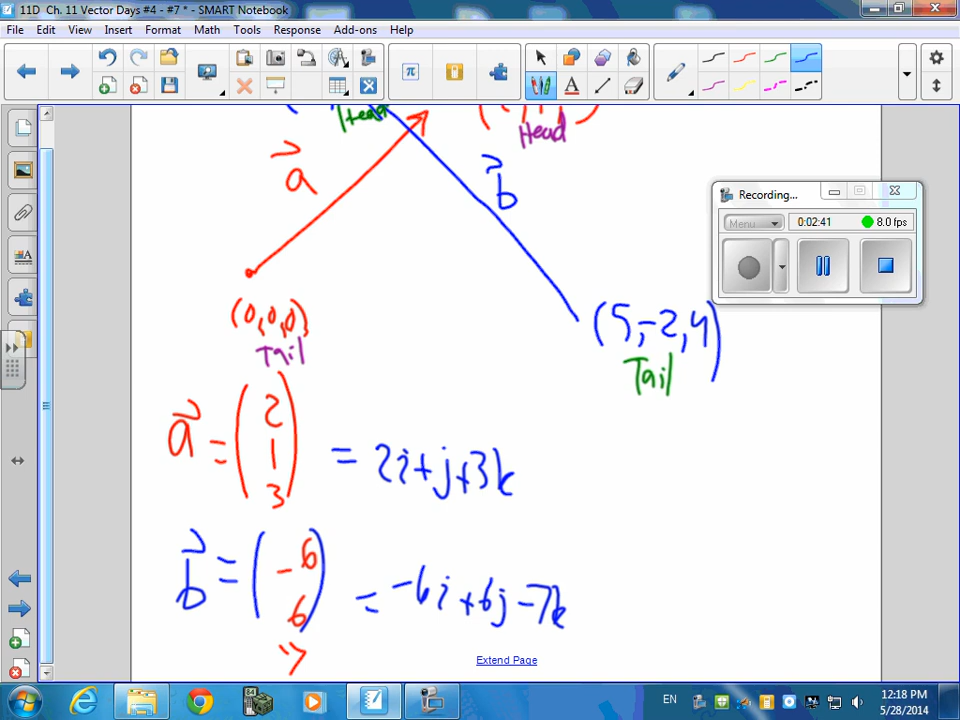 11D Ch. 11 Vector Days #4 - #7 * - SMART Notebook
File Edit View Insert Format Math Tools Response Add-ons Help
Head
Head
a
b
Recording...
Menu
0:02:41
8.0 fps
(0,0,0)
Tail
(5,-2,4)
Tail
a = (2 1 3) = 2i+j+3k
b = (-6 6 -7) = -6i+6j-7k
Extend Page
EN
12:18 PM
5/28/2014